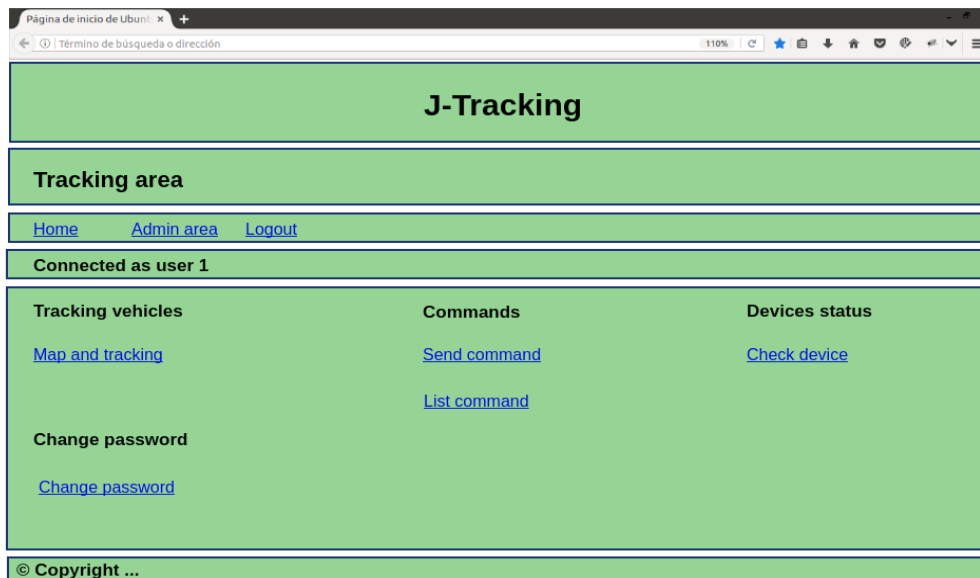 Página de inicio de Ubunt
Término de búsqueda o dirección
110%
J-Tracking
Tracking area
Home Admin area Logout
Connected as user 1
Tracking vehicles Commands Devices status
Map and tracking Send command Check device
List command
Change password
Change password
© Copyright ...